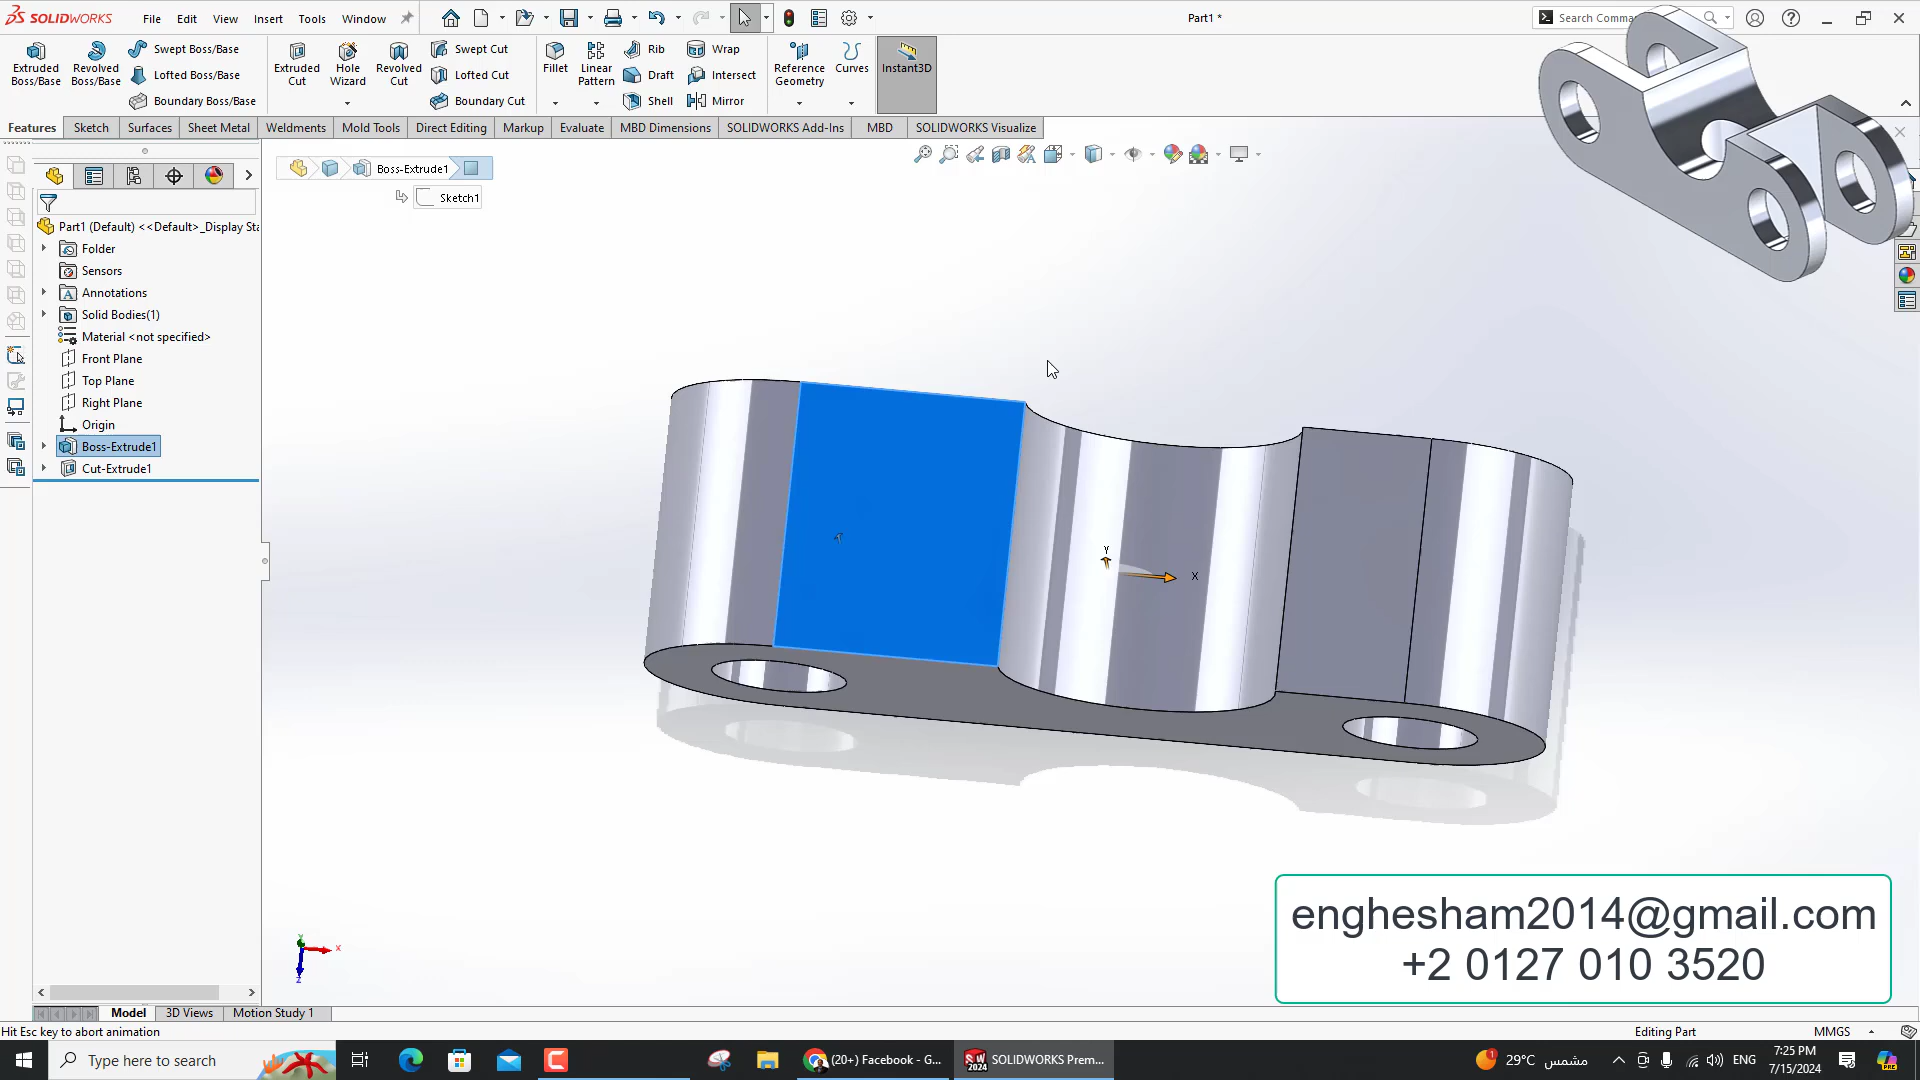 SOLIDWORKS
File
Edit
View
Insert
Tools
Window
Part1 *
Search Comma
Extruded Boss/Base
Revolved Boss/Base
Swept Boss/Base
Lofted Boss/Base
Boundary Boss/Base
Extruded Cut
Hole Wizard
Revolved Cut
Swept Cut
Lofted Cut
Boundary Cut
Fillet
Linear Pattern
Rib
Draft
Shell
Wrap
Intersect
Mirror
Reference Geometry
Curves
Instant3D
Features
Sketch
Surfaces
Sheet Metal
Weldments
Mold Tools
Direct Editing
Markup
Evaluate
MBD Dimensions
SOLIDWORKS Add-Ins
MBD
SOLIDWORKS Visualize
Boss-Extrude1
Sketch1
Part1 (Default) <<Default>_Display Sta
Folder
Sensors
Annotations
Solid Bodies(1)
Material <not specified>
Front Plane
Top Plane
Right Plane
Origin
Boss-Extrude1
Cut-Extrude1
Y
X
Y
X
Z
enghesham2014@gmail.com
+2 0127 010 3520
Model
3D Views
Motion Study 1
Hit Esc key to abort animation
Editing Part
MMGS
Type here to search
(20+) Facebook - G...
SW 2024
SOLIDWORKS Prem...
1
29°C
مشمس
ENG
7:25 PM
7/15/2024
PRE